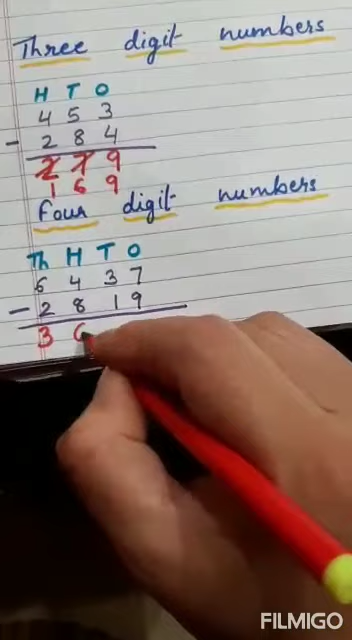 Three digit numbers
H T O
4 5 3
- 2 8 4
2 7 9
1 6 9
Four digit numbers
Th H T O
6 4 3 7
- 2 8 1 9
3 6
FILMIGO